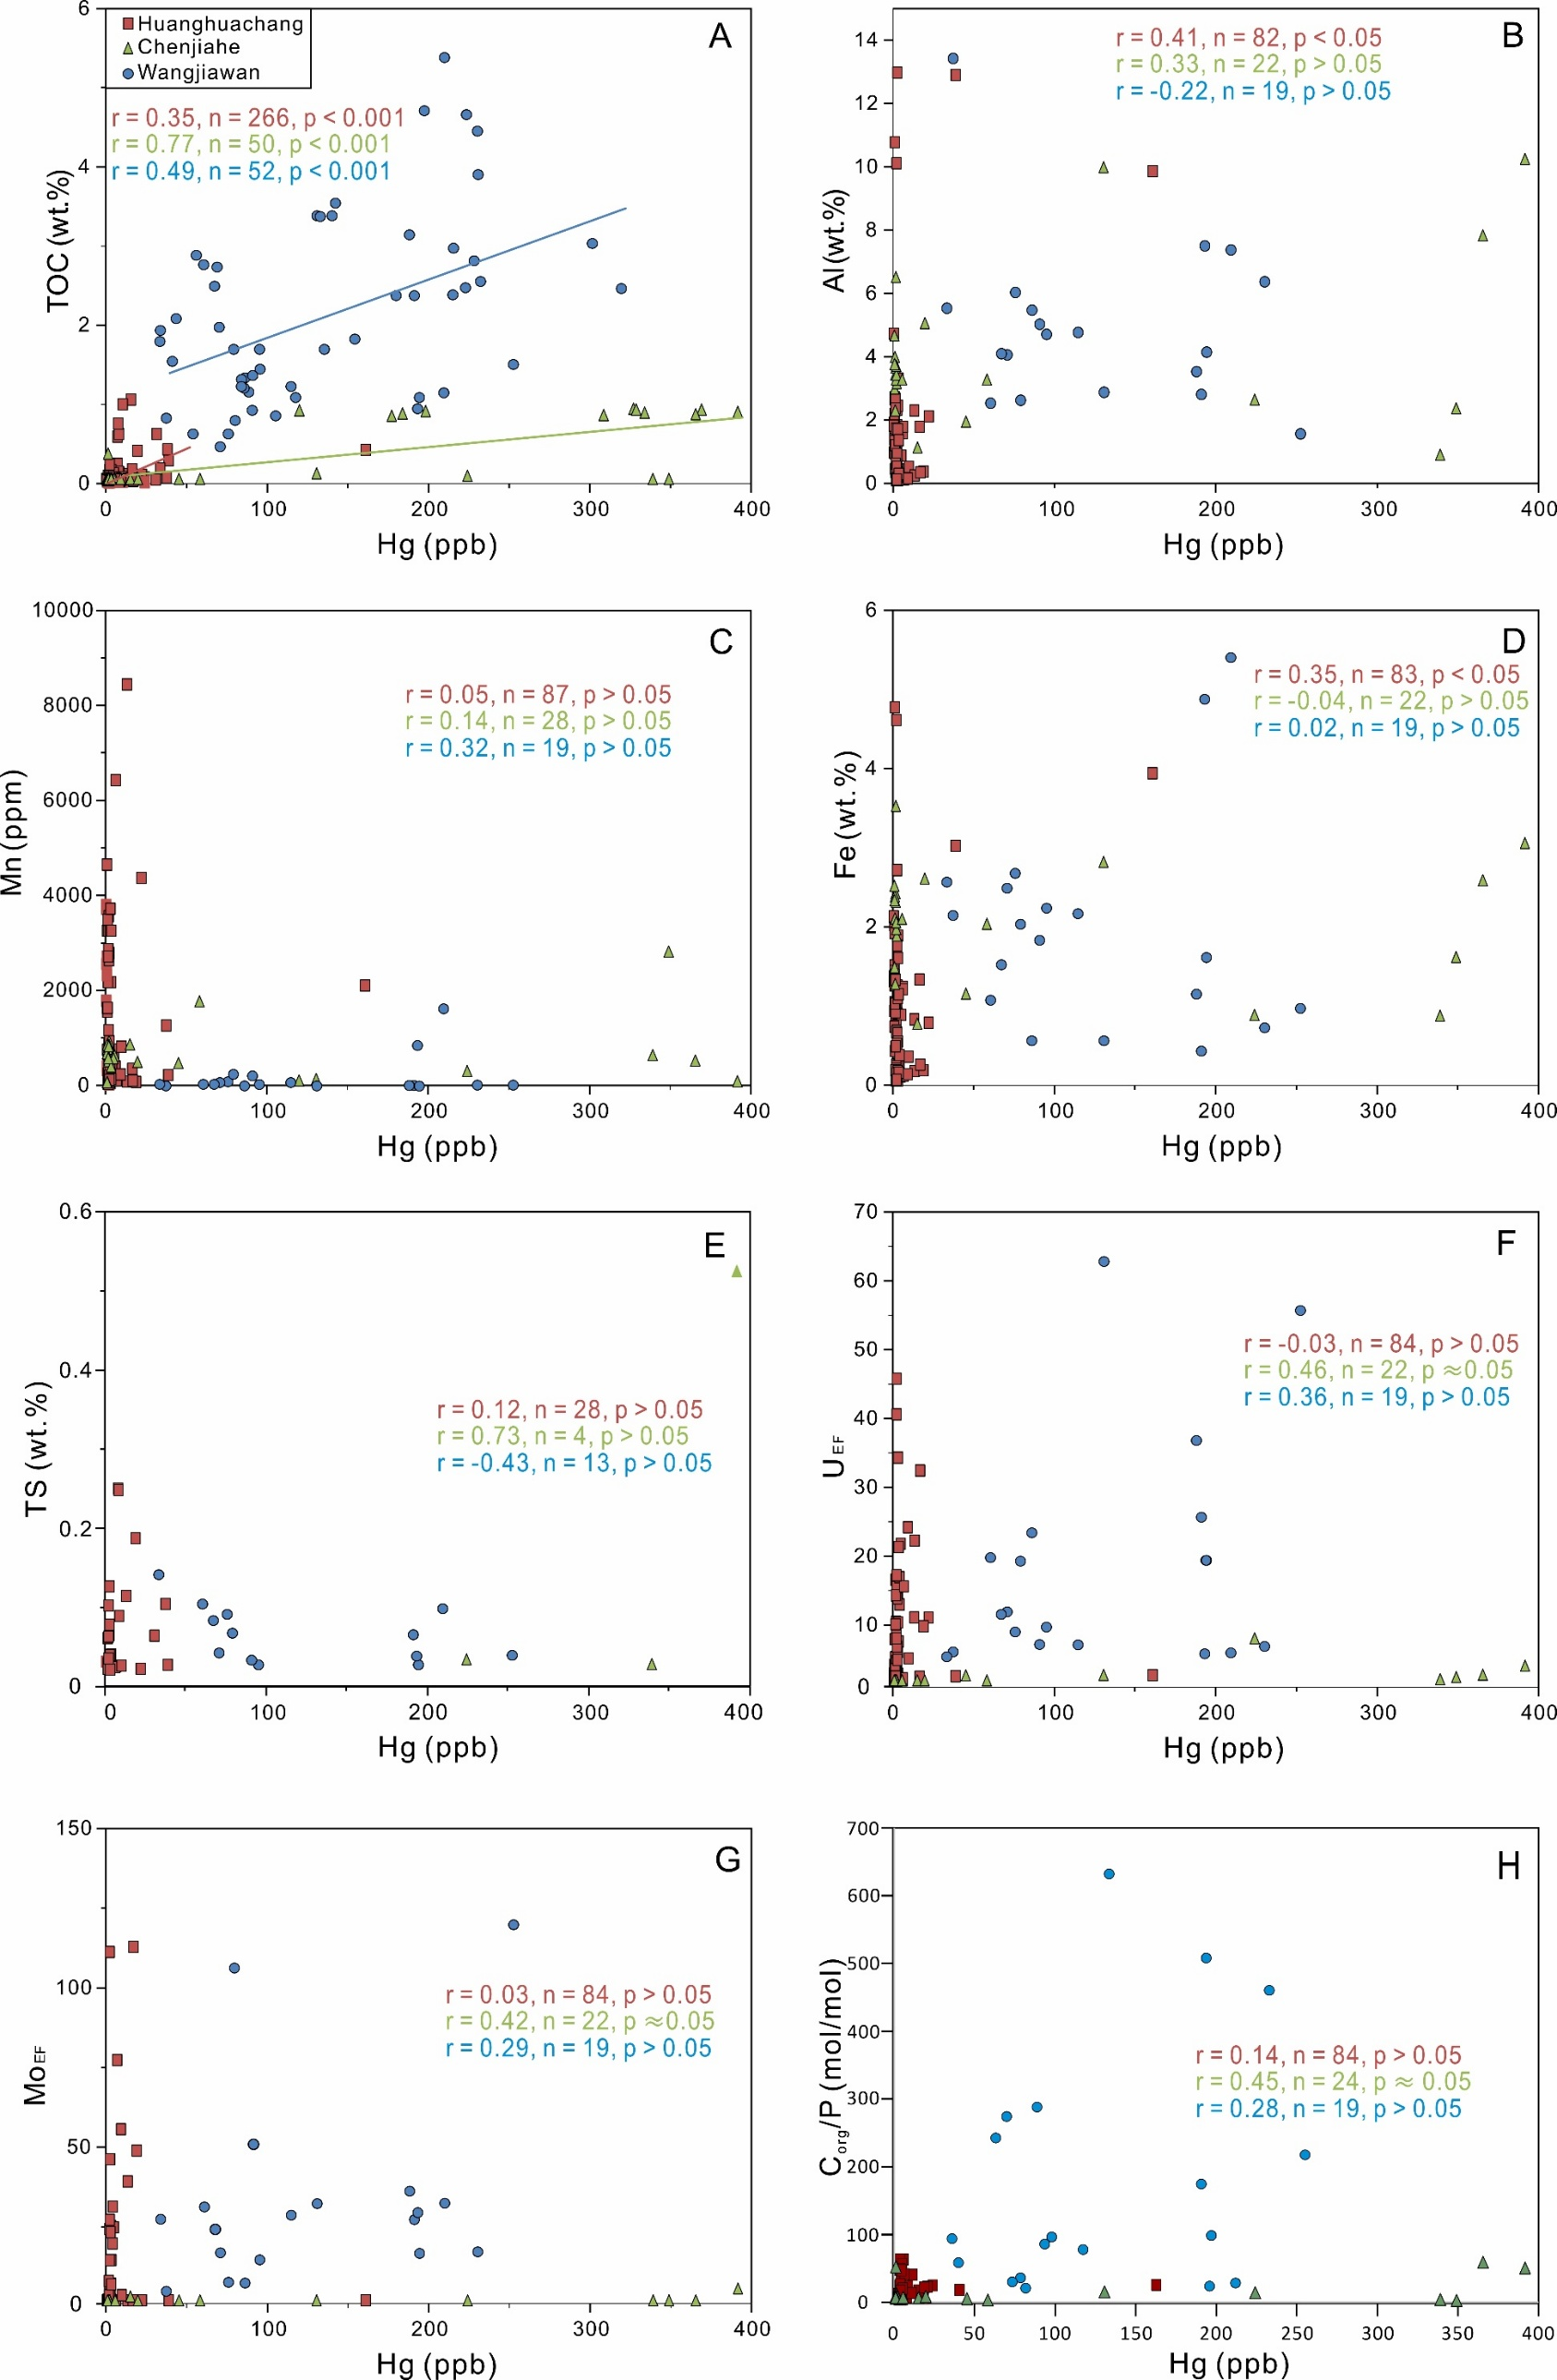 A
Huanghuachang
Chenjiahe
Wangjiawan
r = 0.35, n = 266, p < 0.001
r = 0.77, n = 50, p < 0.001
r = 0.49, n = 52, p < 0.001
TOC (wt.%)
6
4
2
0
0 100 200 300 400
Hg (ppb)
B
r = 0.41, n = 82, p < 0.05
r = 0.33, n = 22, p > 0.05
r = -0.22, n = 19, p > 0.05
Al(wt.%)
14
12
10
8
6
4
2
0
0 100 200 300 400
Hg (ppb)
C
r = 0.05, n = 87, p > 0.05
r = 0.14, n = 28, p > 0.05
r = 0.32, n = 19, p > 0.05
Mn (ppm)
10000
8000
6000
4000
2000
0
0 100 200 300 400
Hg (ppb)
D
r = 0.35, n = 83, p < 0.05
r = -0.04, n = 22, p > 0.05
r = 0.02, n = 19, p > 0.05
Fe (wt.%)
6
4
2
0
0 100 200 300 400
Hg (ppb)
E
r = 0.12, n = 28, p > 0.05
r = 0.73, n = 4, p > 0.05
r = -0.43, n = 13, p > 0.05
TS (wt.%)
0.6
0.4
0.2
0
0 100 200 300 400
Hg (ppb)
F
r = -0.03, n = 84, p > 0.05
r = 0.46, n = 22, p ≈0.05
r = 0.36, n = 19, p > 0.05
UEF
70
60
50
40
30
20
10
0
0 100 200 300 400
Hg (ppb)
G
r = 0.03, n = 84, p > 0.05
r = 0.42, n = 22, p ≈0.05
r = 0.29, n = 19, p > 0.05
MoEF
150
100
50
0
0 100 200 300 400
Hg (ppb)
H
r = 0.14, n = 84, p > 0.05
r = 0.45, n = 24, p ≈ 0.05
r = 0.28, n = 19, p > 0.05
Corg/P (mol/mol)
700
600
500
400
300
200
100
0
0 50 100 150 200 250 300 350 400
Hg (ppb)